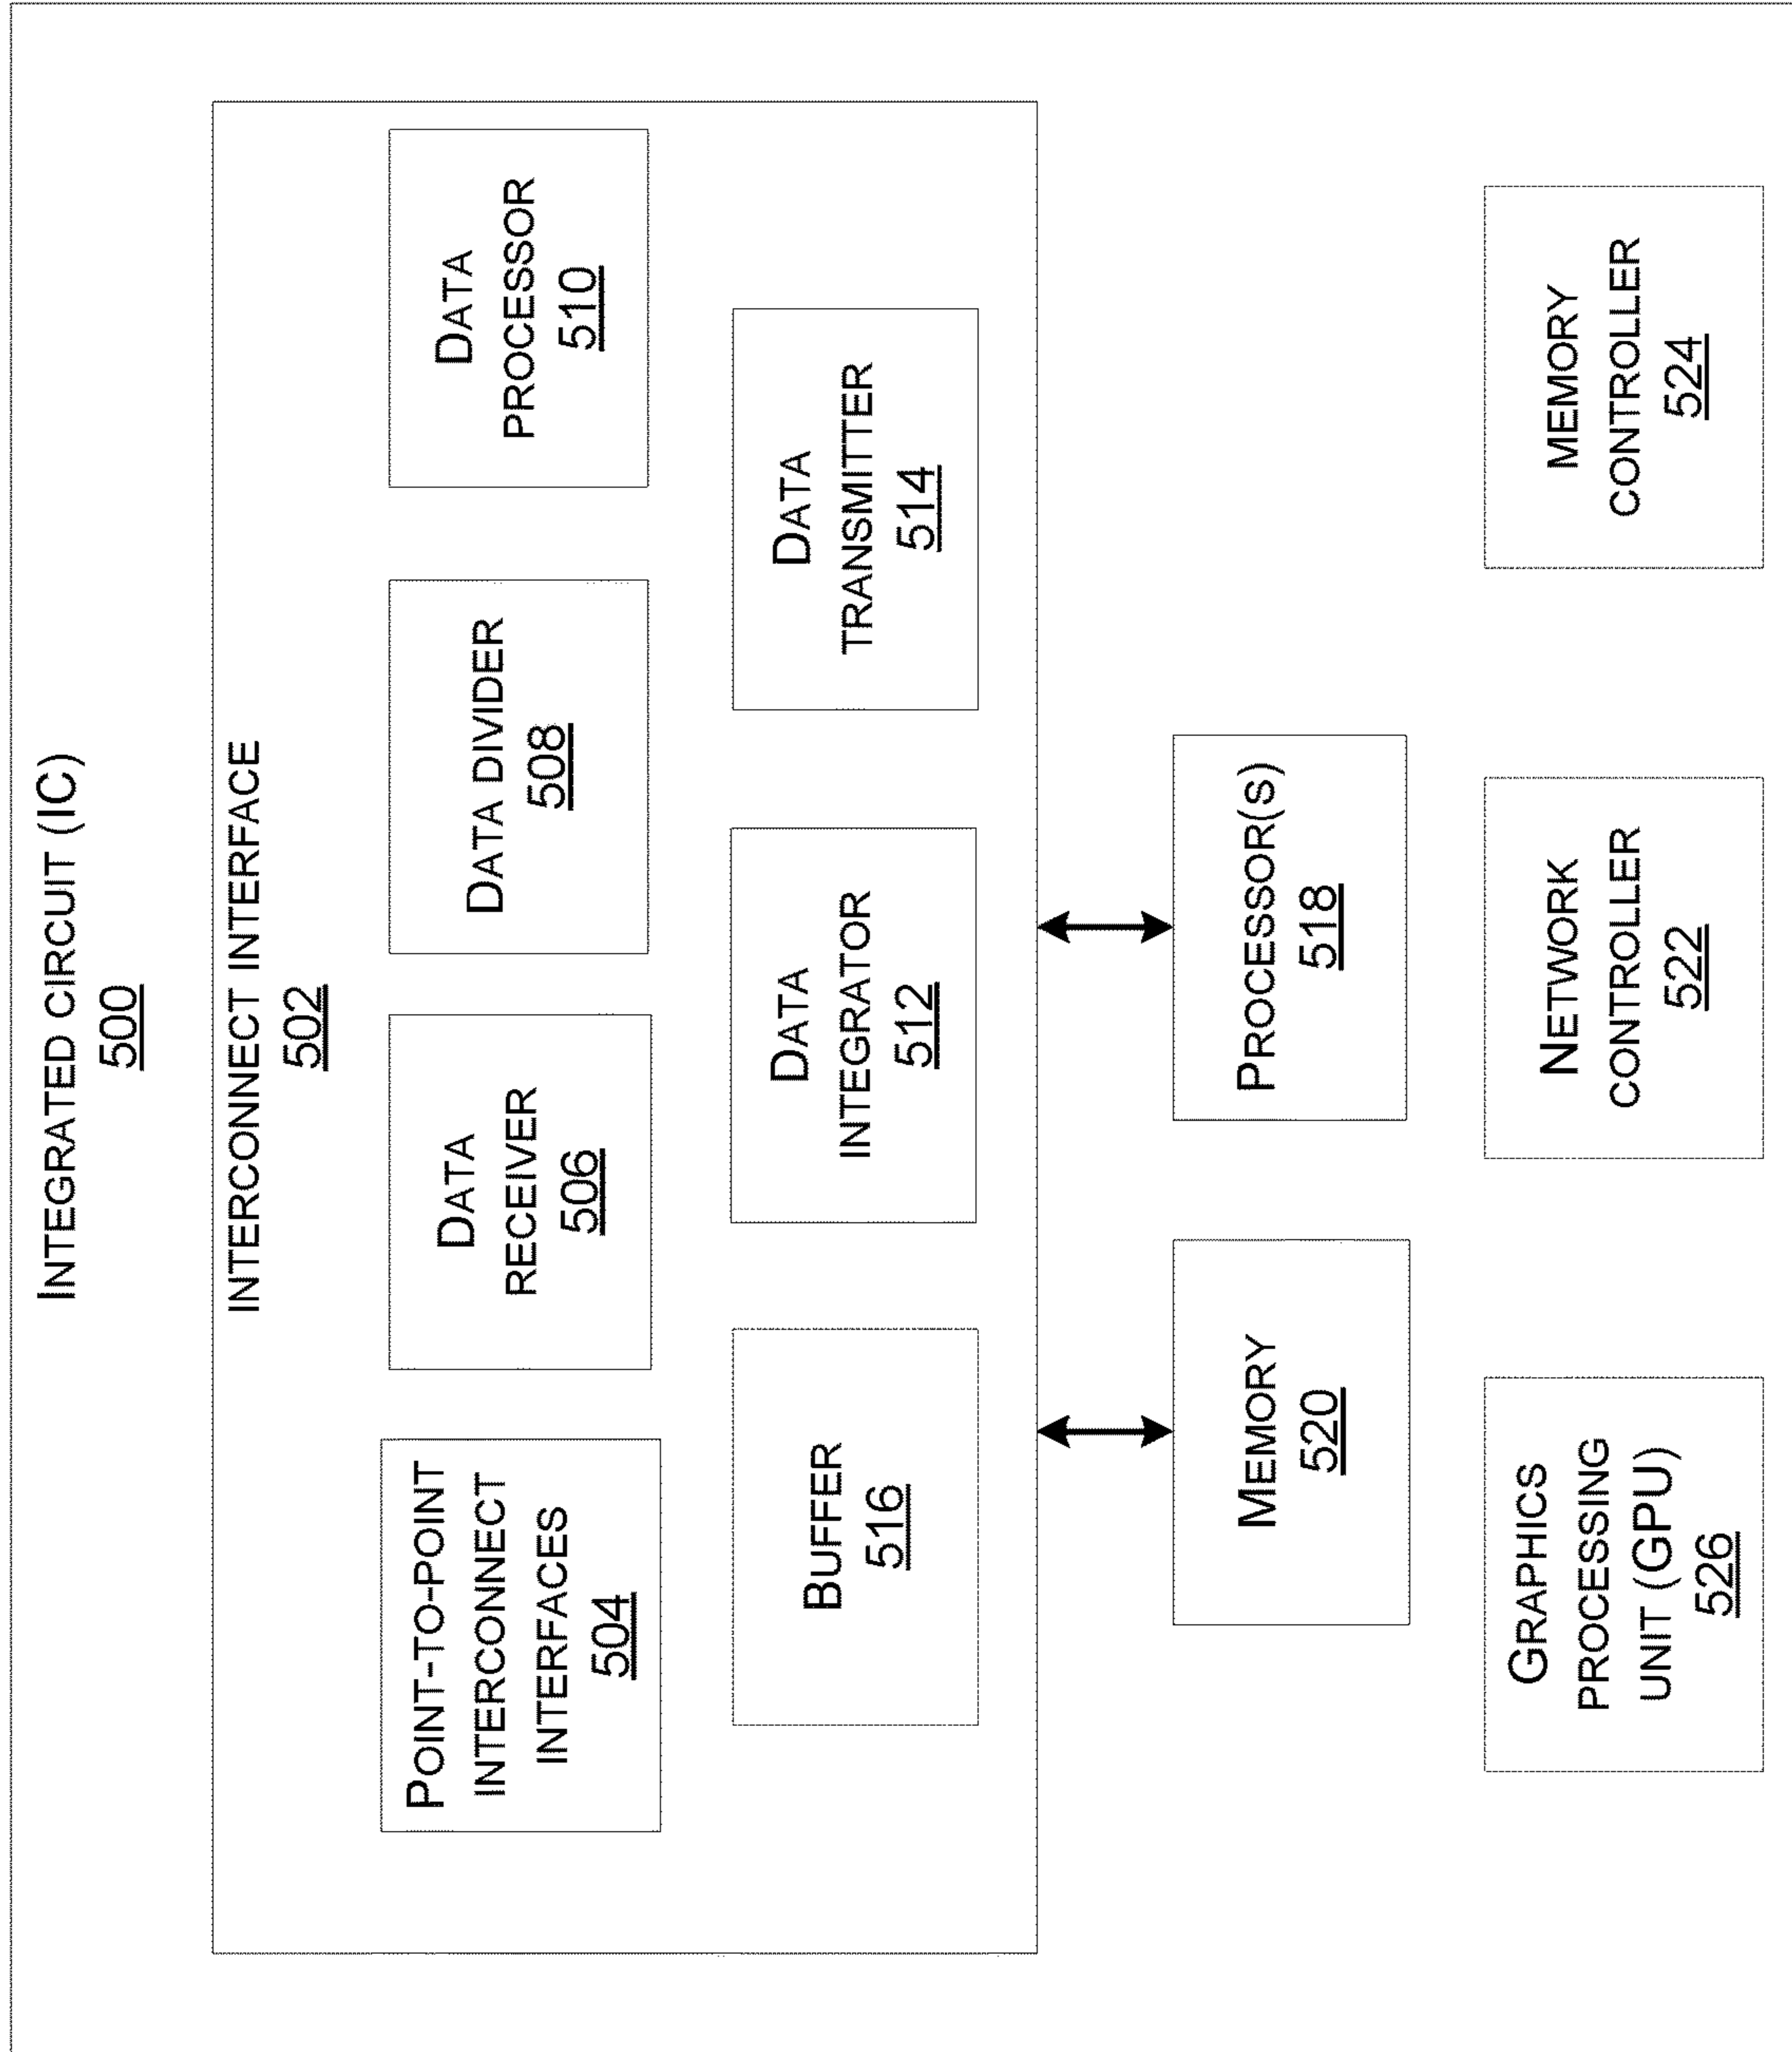 INTEGRATED CIRCUIT (IC)
500
INTERCONNECT INTERFACE
502
POINT-TO-POINT
INTERCONNECT
INTERFACES
504
DATA
RECEIVER
506
DATA DIVIDER
508
DATA
PROCESSOR
510
BUFFER
516
DATA
INTEGRATOR
512
DATA
TRANSMITTER
514
MEMORY
520
PROCESSOR(S)
518
GRAPHICS
PROCESSING
UNIT (GPU)
526
NETWORK
CONTROLLER
522
MEMORY
CONTROLLER
524